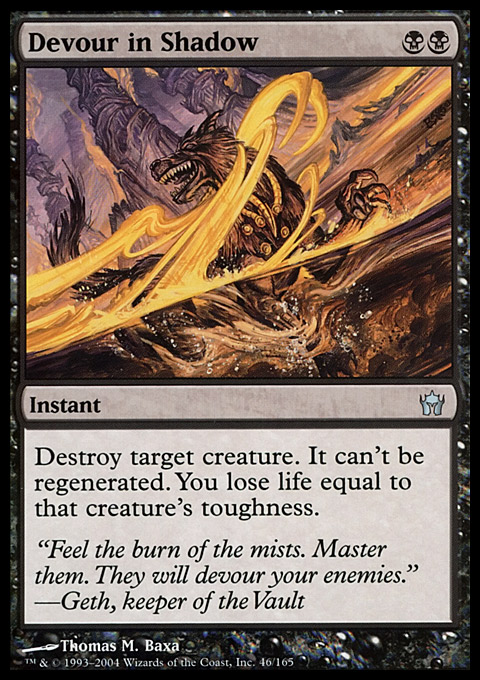 Devour in Shadow
Instant
Destroy target creature. It can't be
regenerated. You lose life equal to
that creature's toughness.
"Feel the burn of the mists. Master
them. They will devour your enemies."
—Geth, keeper of the Vault
Thomas M. Baxa
™ & © 1993–2004 Wizards of the Coast, Inc. 46/165